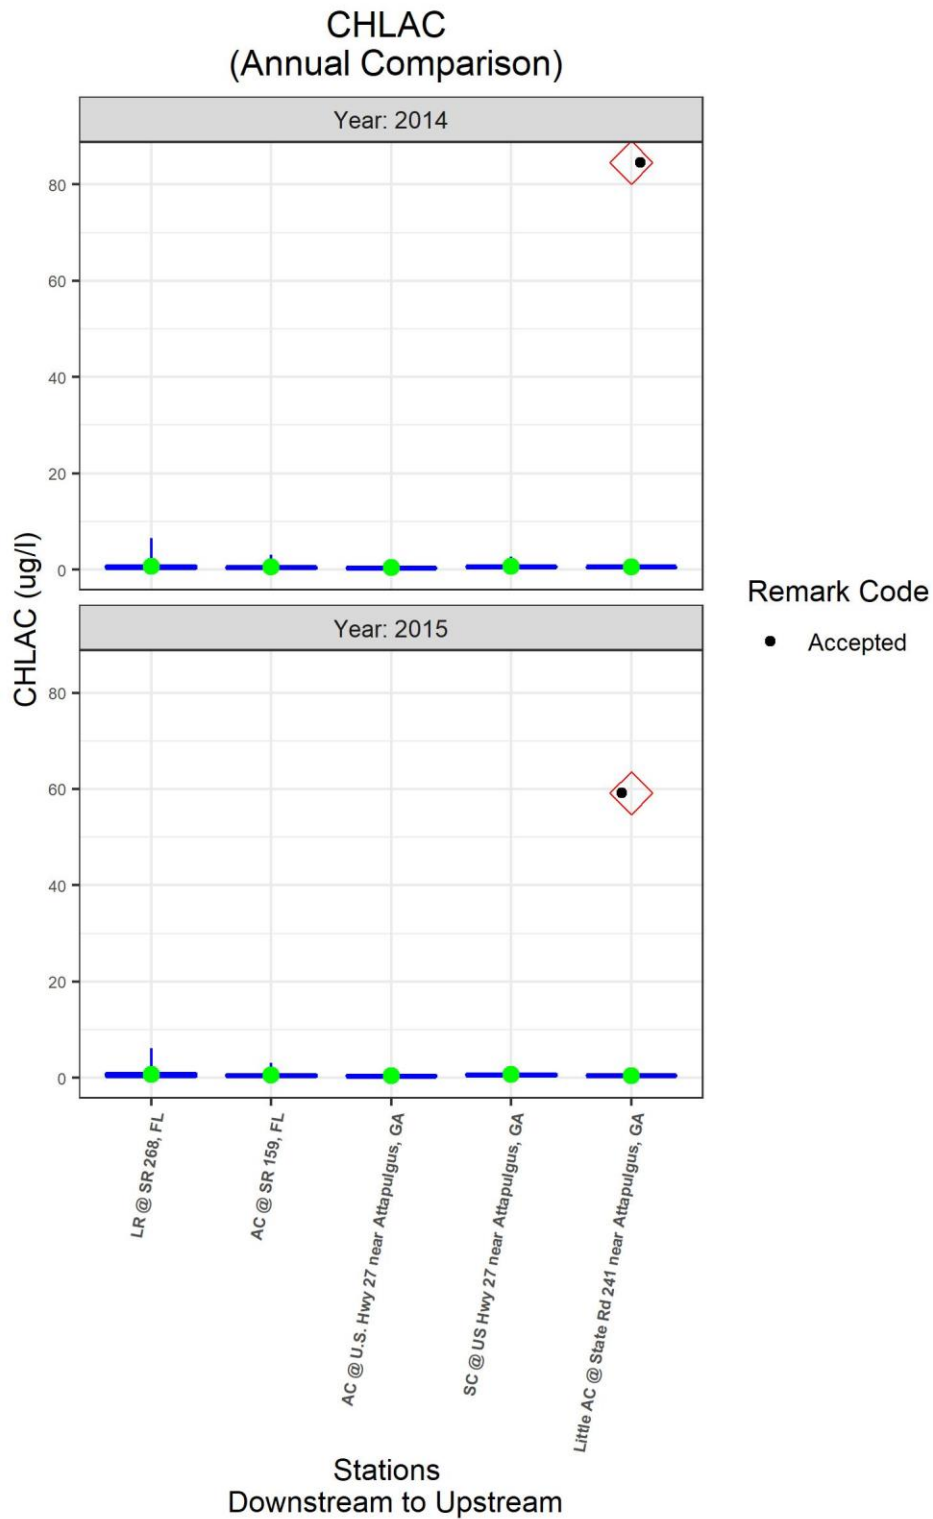 CHLAC
(Annual Comparison)
Year: 2014
80
60
40
20
0
CHLAC (ug/l)
Year: 2015
80
60
40
20
0
Remark Code
Accepted
LR @ SR 268, FL
AC @ SR 159, FL
AC @ U.S. Hwy 27 near Attapulgus, GA
SC @ US Hwy 27 near Attapulgus, GA
Little AC @ State Rd 241 near Attapulgus, GA
Stations
Downstream to Upstream